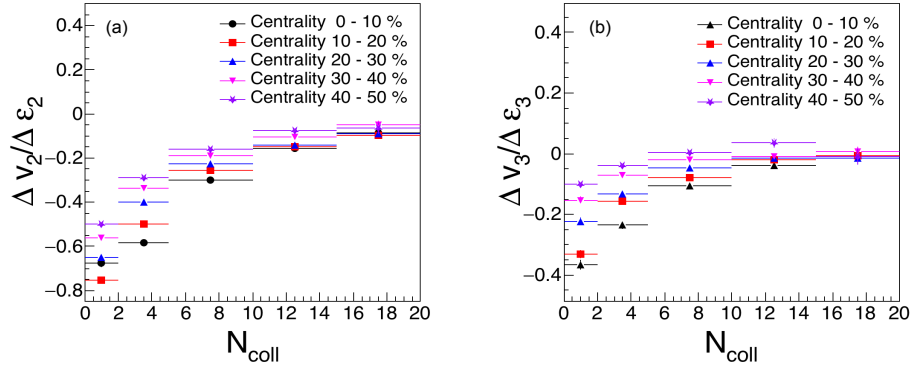 (a)
Centrality 0 - 10 %
Centrality 10 - 20 %
Centrality 20 - 30 %
Centrality 30 - 40 %
Centrality 40 - 50 %
0.4
0.2
0
−0.2
−0.4
−0.6
−0.8
Δ v₂/Δ ε₂
0 2 4 6 8 10 12 14 16 18 20
N_coll
(b)
Centrality 0 - 10 %
Centrality 10 - 20 %
Centrality 20 - 30 %
Centrality 30 - 40 %
Centrality 40 - 50 %
0.4
0.2
0
−0.2
−0.4
Δ v₃/Δ ε₃
0 2 4 6 8 10 12 14 16 18 20
N_coll